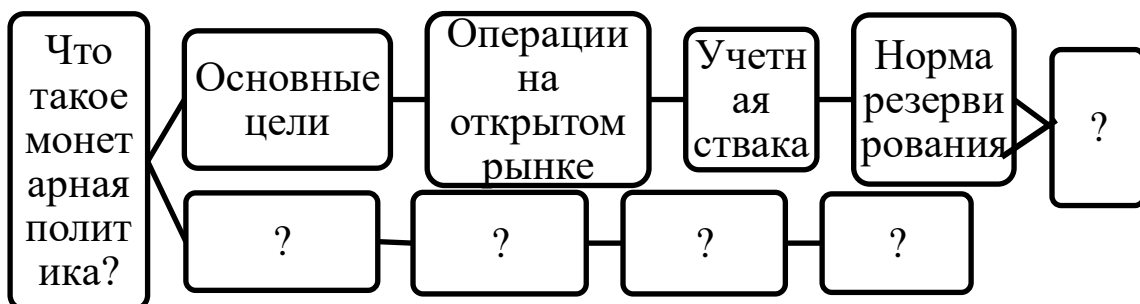 Что
такое
монет
арная
полит
ика?
Основные
цели
Операции
на
открытом
рынке
Учетн
ая
ствака
Норма
резерви
рования
?
?
?
?
?